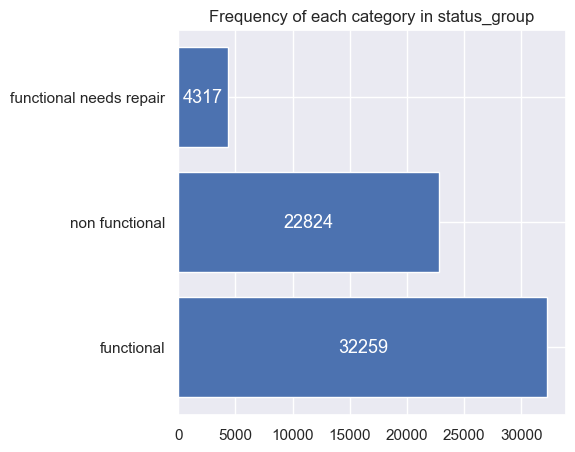 Frequency of each category in status_group
functional needs repair
4317
non functional
22824
functional
32259
0 5000 10000 15000 20000 25000 30000